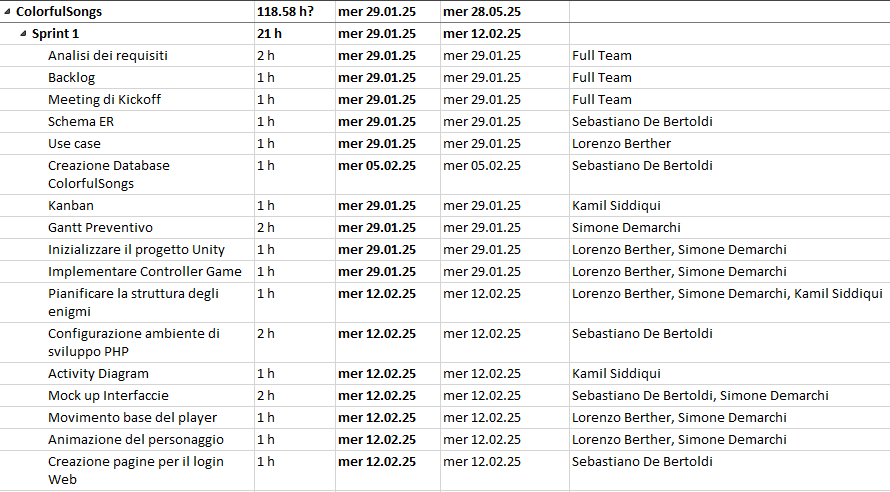 ColorfulSongs 118.58 h? mer 29.01.25 mer 28.05.25
Sprint 1 21 h mer 29.01.25 mer 12.02.25
Analisi dei requisiti 2 h mer 29.01.25 mer 29.01.25 Full Team
Backlog 1 h mer 29.01.25 mer 29.01.25 Full Team
Meeting di Kickoff 1 h mer 29.01.25 mer 29.01.25 Full Team
Schema ER 1 h mer 29.01.25 mer 29.01.25 Sebastiano De Bertoldi
Use case 1 h mer 29.01.25 mer 29.01.25 Lorenzo Berther
Creazione Database 1 h mer 05.02.25 mer 05.02.25 Sebastiano De Bertoldi
ColorfulSongs
Kanban 1 h mer 29.01.25 mer 29.01.25 Kamil Siddiqui
Gantt Preventivo 2 h mer 29.01.25 mer 29.01.25 Simone Demarchi
Inizializzare il progetto Unity 1 h mer 29.01.25 mer 29.01.25 Lorenzo Berther, Simone Demarchi
Implementare Controller Game 1 h mer 29.01.25 mer 29.01.25 Lorenzo Berther, Simone Demarchi
Pianificare la struttura degli 1 h mer 12.02.25 mer 12.02.25 Lorenzo Berther, Simone Demarchi, Kamil Siddiqui
enigmi
Configurazione ambiente di 2 h mer 12.02.25 mer 12.02.25 Sebastiano De Bertoldi
sviluppo PHP
Activity Diagram 1 h mer 12.02.25 mer 12.02.25 Kamil Siddiqui
Mock up Interfaccie 2 h mer 12.02.25 mer 12.02.25 Sebastiano De Bertoldi, Simone Demarchi
Movimento base del player 1 h mer 12.02.25 mer 12.02.25 Lorenzo Berther, Simone Demarchi
Animazione del personaggio 1 h mer 12.02.25 mer 12.02.25 Lorenzo Berther, Simone Demarchi
Creazione pagine per il login 1 h mer 12.02.25 mer 12.02.25 Sebastiano De Bertoldi
Web